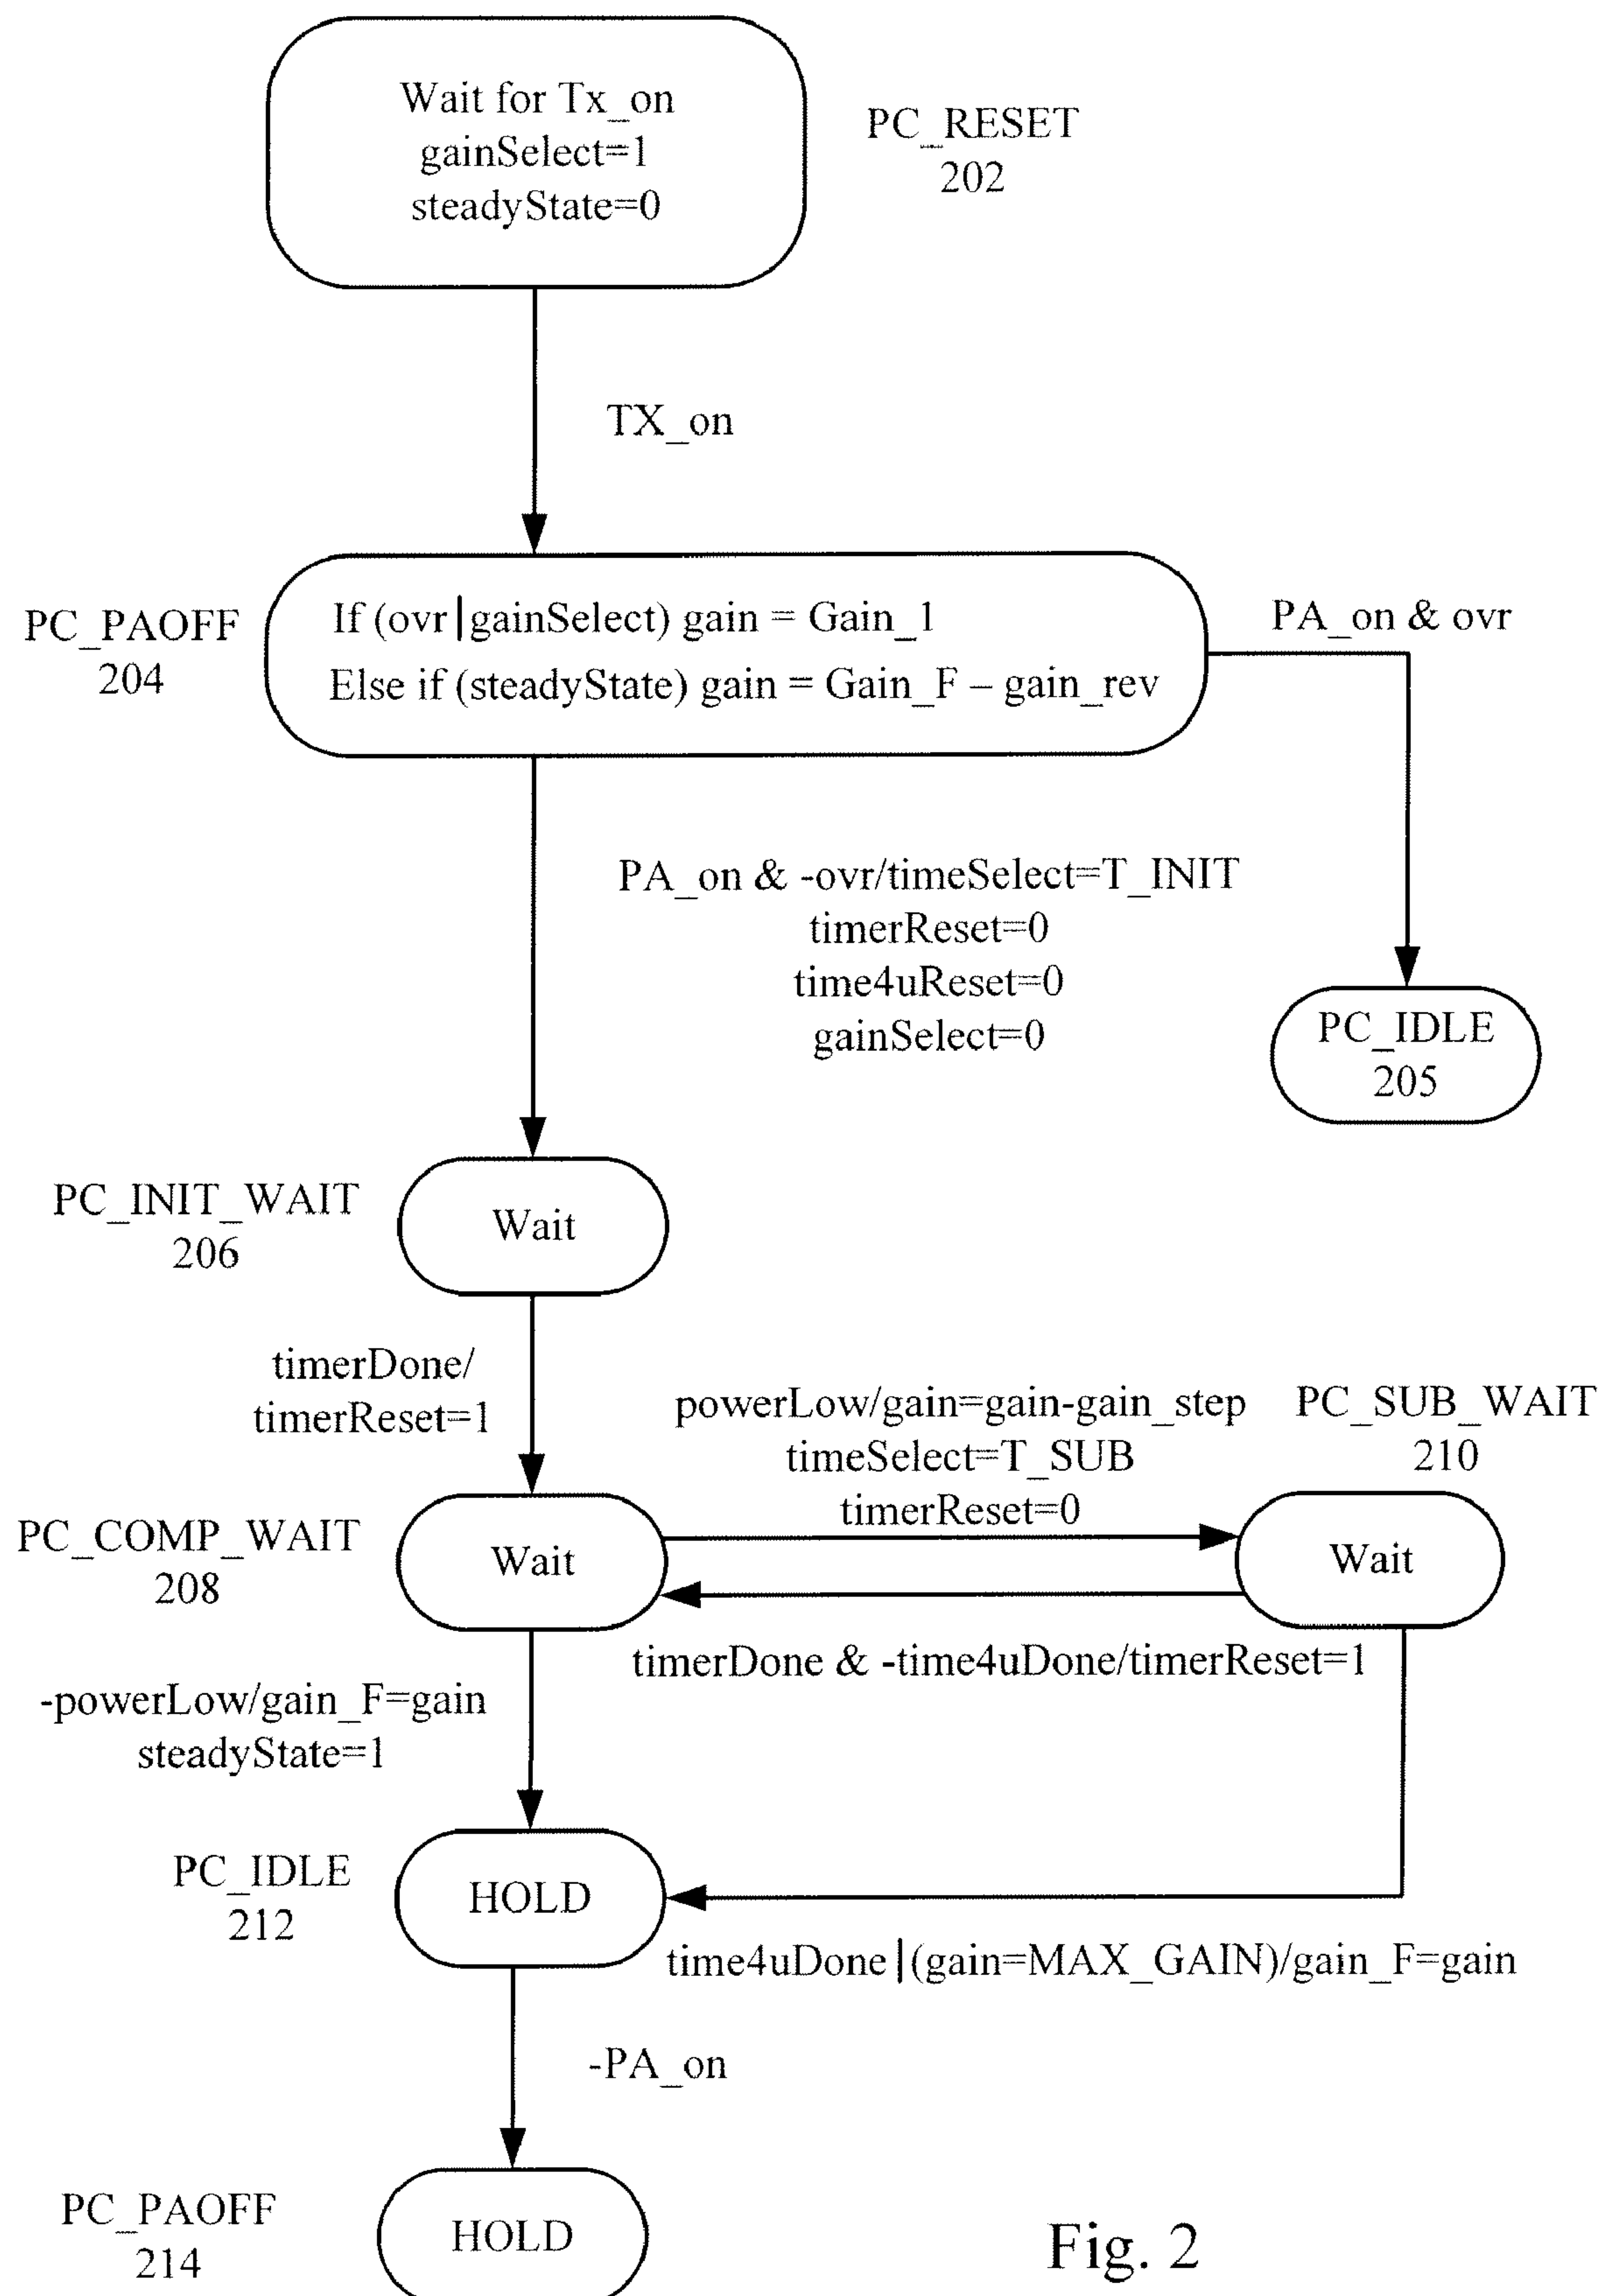 Wait for Tx_on
gainSelect=1
steadyState=0
PC_RESET
202
TX_on
PC_PAOFF
204
If (ovr|gainSelect) gain = Gain_1
Else if (steadyState) gain = Gain_F – gain_rev
PA_on & ovr
PA_on & -ovr/timeSelect=T_INIT
timerReset=0
time4uReset=0
gainSelect=0
PC_IDLE
205
PC_INIT_WAIT
206
Wait
timerDone/
timerReset=1
powerLow/gain=gain-gain_step
timeSelect=T_SUB
timerReset=0
PC_SUB_WAIT
210
PC_COMP_WAIT
208
Wait
Wait
timerDone & -time4uDone/timerReset=1
-powerLow/gain_F=gain
steadyState=1
PC_IDLE
212
HOLD
time4uDone|(gain=MAX_GAIN)/gain_F=gain
-PA_on
PC_PAOFF
214
HOLD
Fig. 2